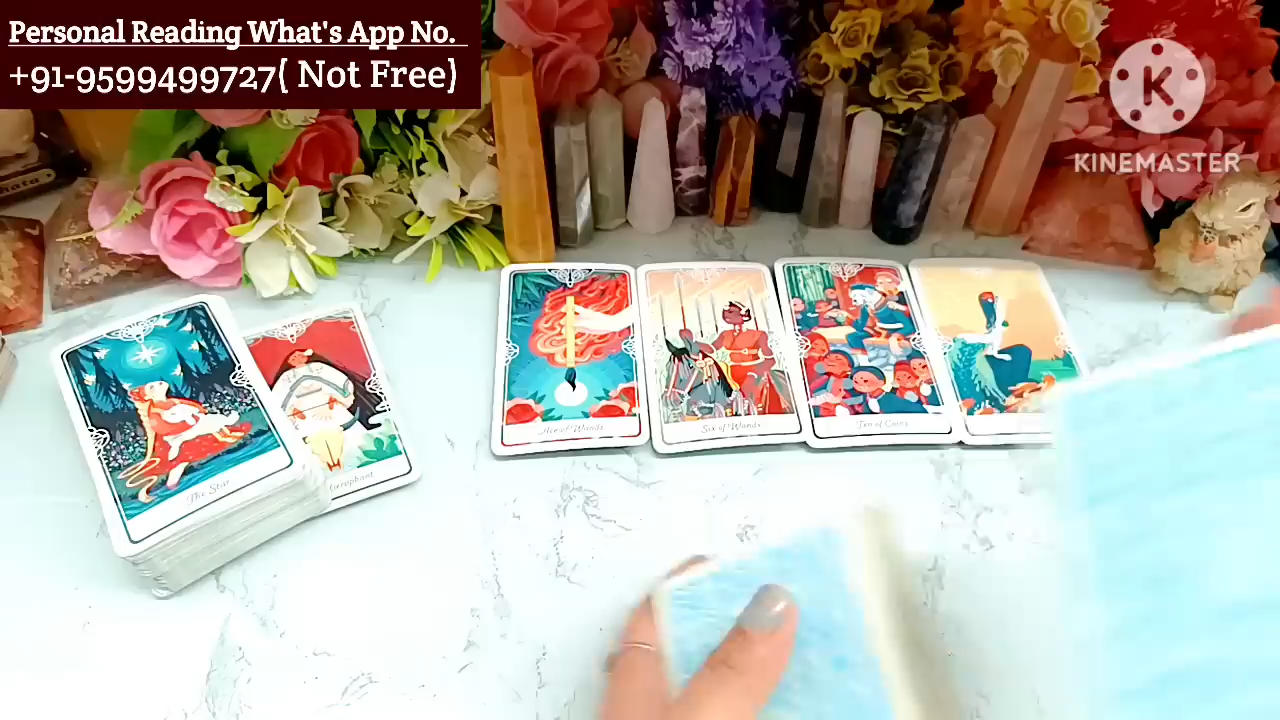 Personal Reading What's App No.
+91-9599499727( Not Free)
KINEMASTER
Ace of Wands
Six of Wands
Ten of Coins
The Star
Hierophant